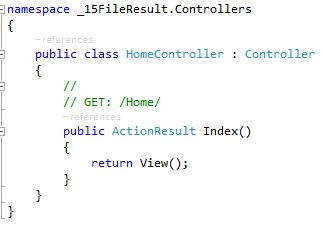 namespace _15FileResult.Controllers
{
–references
public class HomeController : Controller
{
//
// GET: /Home/
–references
public ActionResult Index()
{
return View();
}
}
}